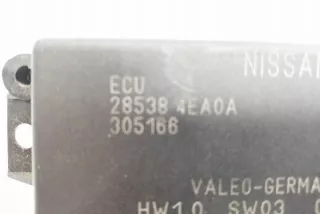 NISSAN
ECU
28538 4EA0A
305166
VALEO-GERMA
HW10 SW03